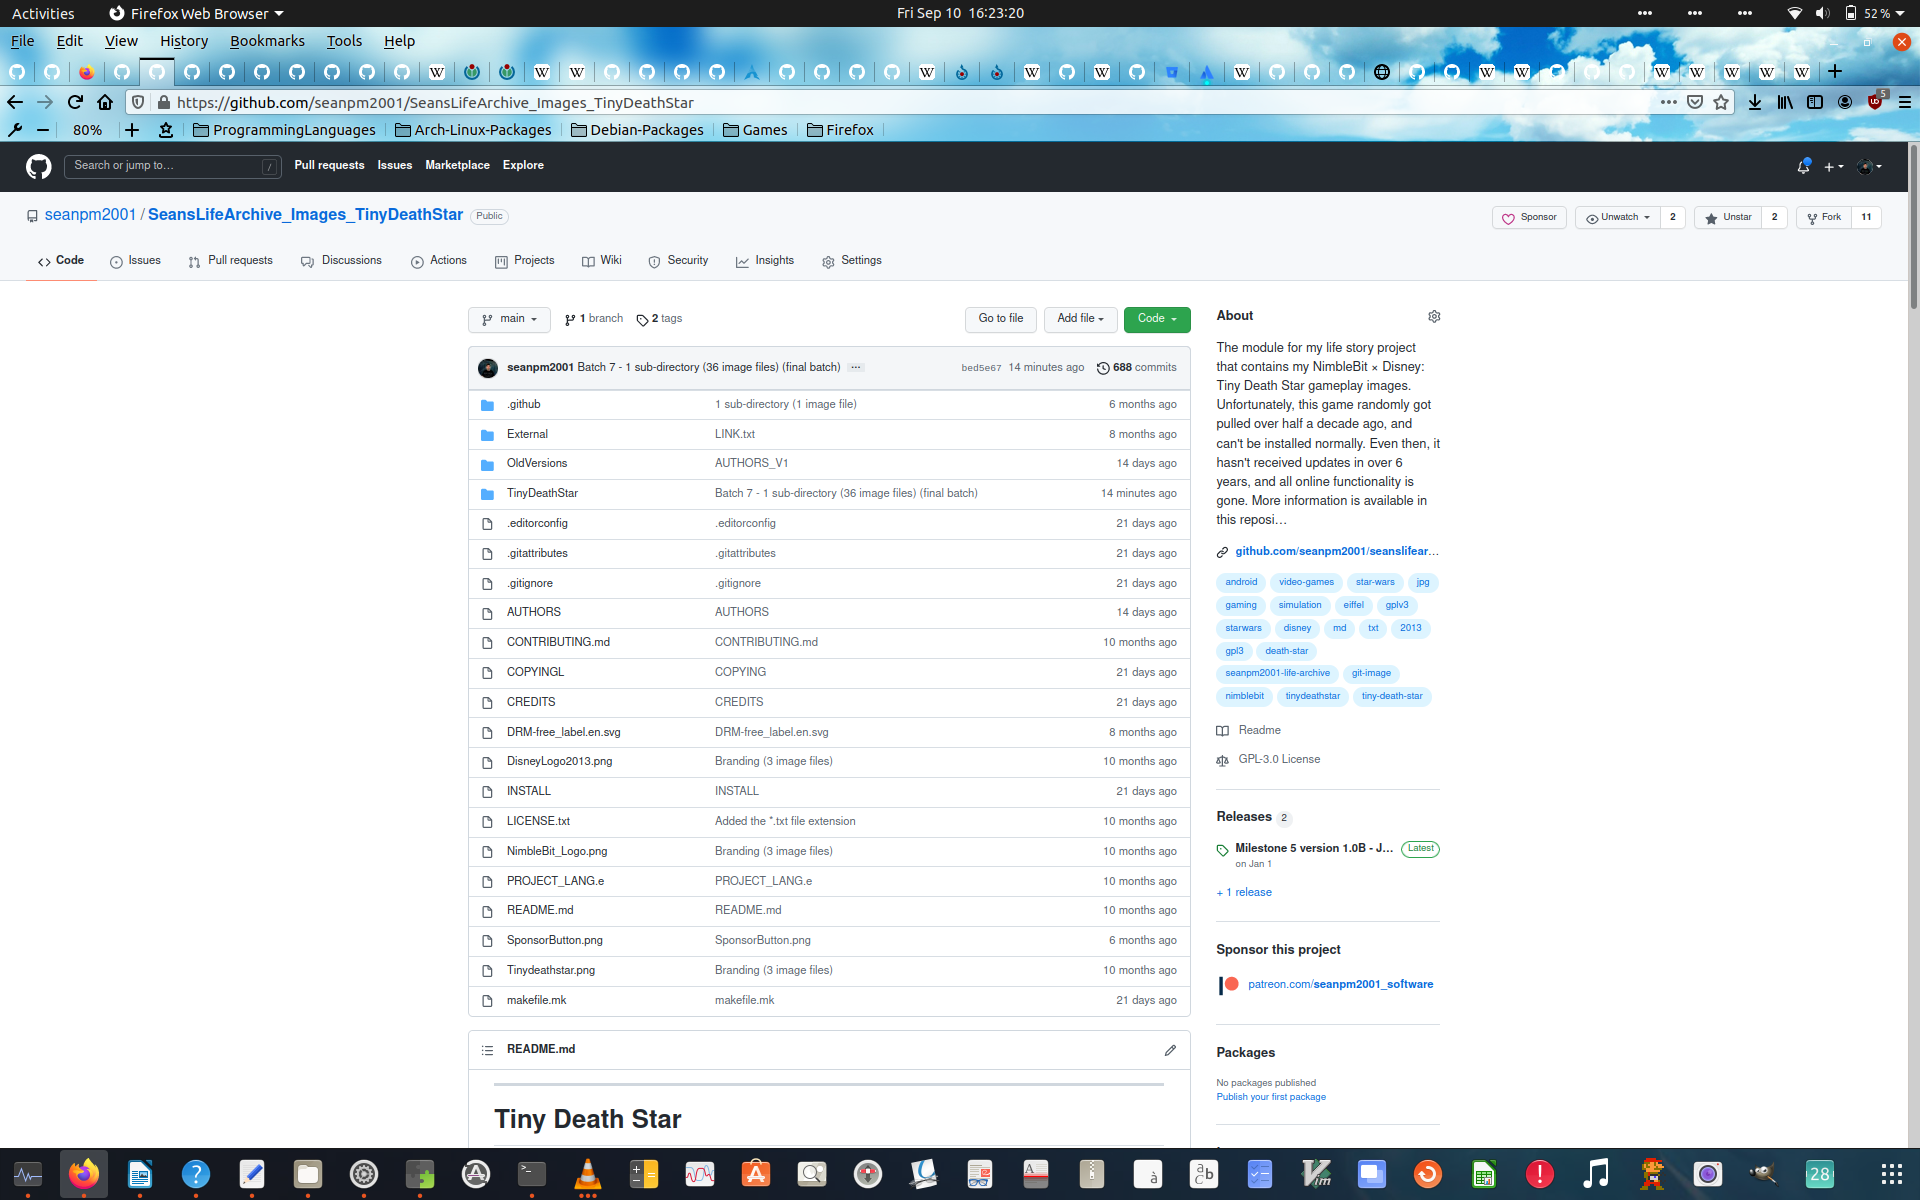 Activities
Firefox Web Browser
Fri Sep 10 16:23:20
52 %
File Edit View History Bookmarks Tools Help
https://github.com/seanpm2001/SeansLifeArchive_Images_TinyDeathStar
5
80%
ProgrammingLanguages
Arch-Linux-Packages
Debian-Packages
Games
Firefox
Search or jump to…
/
Pull requests Issues Marketplace Explore
seanpm2001 / SeansLifeArchive_Images_TinyDeathStar
Public
Sponsor
Unwatch 2
Unstar 2
Fork 11
Code
Issues
Pull requests
Discussions
Actions
Projects
Wiki
Security
Insights
Settings
main
1 branch
2 tags
Go to file
Add file
Code
seanpm2001 Batch 7 - 1 sub-directory (36 image files) (final batch) ...
bed5e67 14 minutes ago 688 commits
.github 1 sub-directory (1 image file) 6 months ago
External LINK.txt 8 months ago
OldVersions AUTHORS_V1 14 days ago
TinyDeathStar Batch 7 - 1 sub-directory (36 image files) (final batch) 14 minutes ago
.editorconfig .editorconfig 21 days ago
.gitattributes .gitattributes 21 days ago
.gitignore .gitignore 21 days ago
AUTHORS AUTHORS 14 days ago
CONTRIBUTING.md CONTRIBUTING.md 10 months ago
COPYINGL COPYING 21 days ago
CREDITS CREDITS 21 days ago
DRM-free_label.en.svg DRM-free_label.en.svg 8 months ago
DisneyLogo2013.png Branding (3 image files) 10 months ago
INSTALL INSTALL 21 days ago
LICENSE.txt Added the *.txt file extension 10 months ago
NimbleBit_Logo.png Branding (3 image files) 10 months ago
PROJECT_LANG.e PROJECT_LANG.e 10 months ago
README.md README.md 10 months ago
SponsorButton.png SponsorButton.png 6 months ago
Tinydeathstar.png Branding (3 image files) 10 months ago
makefile.mk makefile.mk 21 days ago
README.md
Tiny Death Star
About
The module for my life story project
that contains my NimbleBit × Disney:
Tiny Death Star gameplay images.
Unfortunately, this game randomly got
pulled over half a decade ago, and
can't be installed normally. Even then, it
hasn't received updates in over 6
years, and all online functionality is
gone. More information is available in
this reposi…
github.com/seanpm2001/seanslifear…
android video-games star-wars jpg
gaming simulation eiffel gplv3
starwars disney md txt 2013
gpl3 death-star
seanpm2001-life-archive git-image
nimblebit tinydeathstar tiny-death-star
Readme
GPL-3.0 License
Releases 2
Milestone 5 version 1.0B - J... Latest
on Jan 1
+ 1 release
Sponsor this project
patreon.com/seanpm2001_software
Packages
No packages published
Publish your first package
28